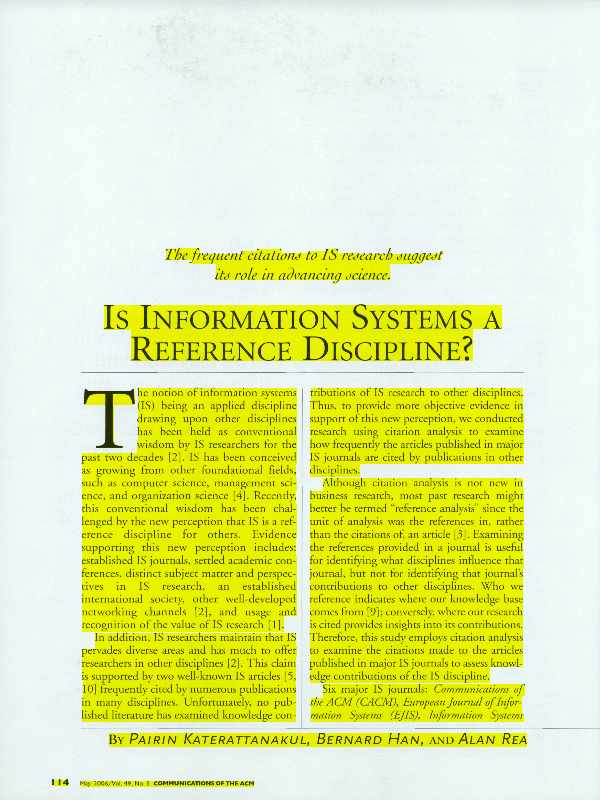 The frequent citations to IS research suggest
its role in advancing science.
IS INFORMATION SYSTEMS A
REFERENCE DISCIPLINE?
The notion of information systems
(IS) being an applied discipline
drawing upon other disciplines
has been held as conventional
wisdom by IS researchers for the
past two decades [2]. IS has been conceived
as growing from other foundational fields,
such as computer science, management sci-
ence, and organization science [4]. Recently,
this conventional wisdom has been chal-
lenged by the new perception that IS is a ref-
erence discipline for others. Evidence
supporting this new perception includes:
established IS journals, settled academic con-
ferences, distinct subject matter and perspec-
tives in IS research, an established
international society, other well-developed
networking channels [2], and usage and
recognition of the value of IS research [1].
In addition, IS researchers maintain that IS
pervades diverse areas and has much to offer
researchers in other disciplines [2]. This claim
is supported by two well-known IS articles [5,
10] frequently cited by numerous publications
in many disciplines. Unfortunately, no pub-
lished literature has examined knowledge con-
tributions of IS research to other disciplines.
Thus, to provide more objective evidence in
support of this new perception, we conducted
research using citation analysis to examine
how frequently the articles published in major
IS journals are cited by publications in other
disciplines.
Although citation analysis is not new in
business research, most past research might
better be termed “reference analysis” since the
unit of analysis was the references in, rather
than the citations of, an article [3]. Examining
the references provided in a journal is useful
for identifying what disciplines influence that
journal, but not for identifying that journal's
contributions to other disciplines. Who we
reference indicates where our knowledge base
comes from [9]; conversely, where our research
is cited provides insights into its contributions.
Therefore, this study employs citation analysis
to examine the citations made to the articles
published in major IS journals to assess knowl-
edge contributions of the IS discipline.
Six major IS journals: Communications of
the ACM (CACM), European Journal of Infor-
mation Systems (EJIS), Information Systems
BY PAIRIN KATERATTANAKUL, BERNARD HAN, AND ALAN REA
114 May 2006/Vol. 49, No. 5 COMMUNICATIONS OF THE ACM